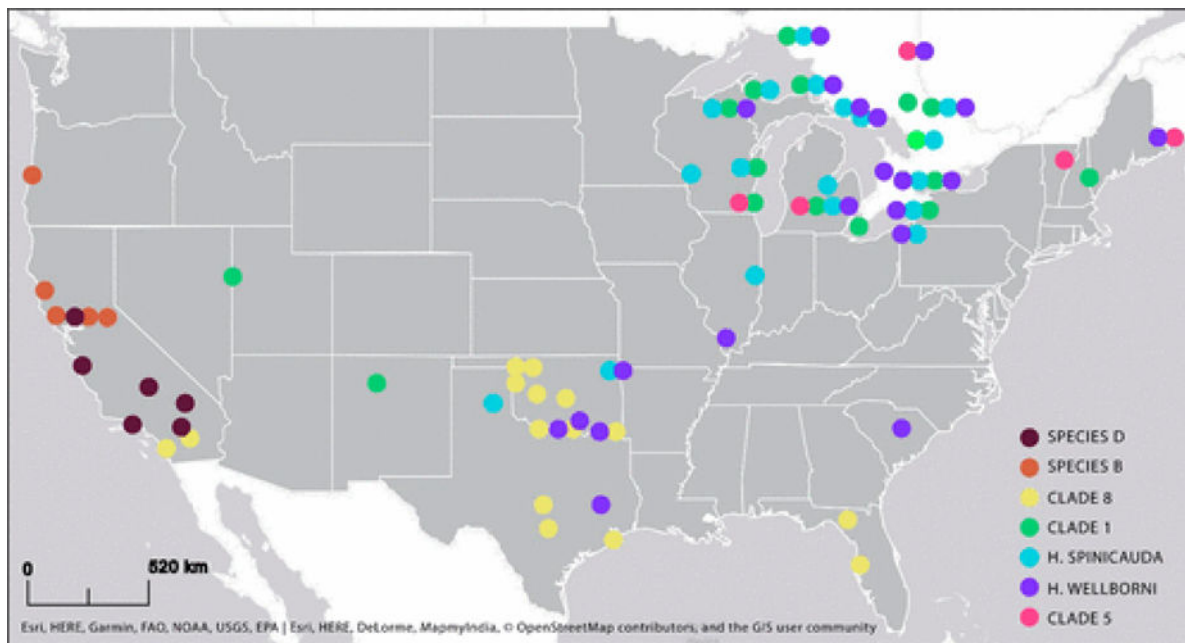 SPECIES D
SPECIES B
CLADE 8
CLADE 1
H. SPINICAUDA
H. WELLBORNI
CLADE 5
0 520 km
Esri, HERE, Garmin, FAO, NOAA, USGS, EPA | Esri, HERE, DeLorme, MapmyIndia, © OpenStreetMap contributors, and the GIS user community